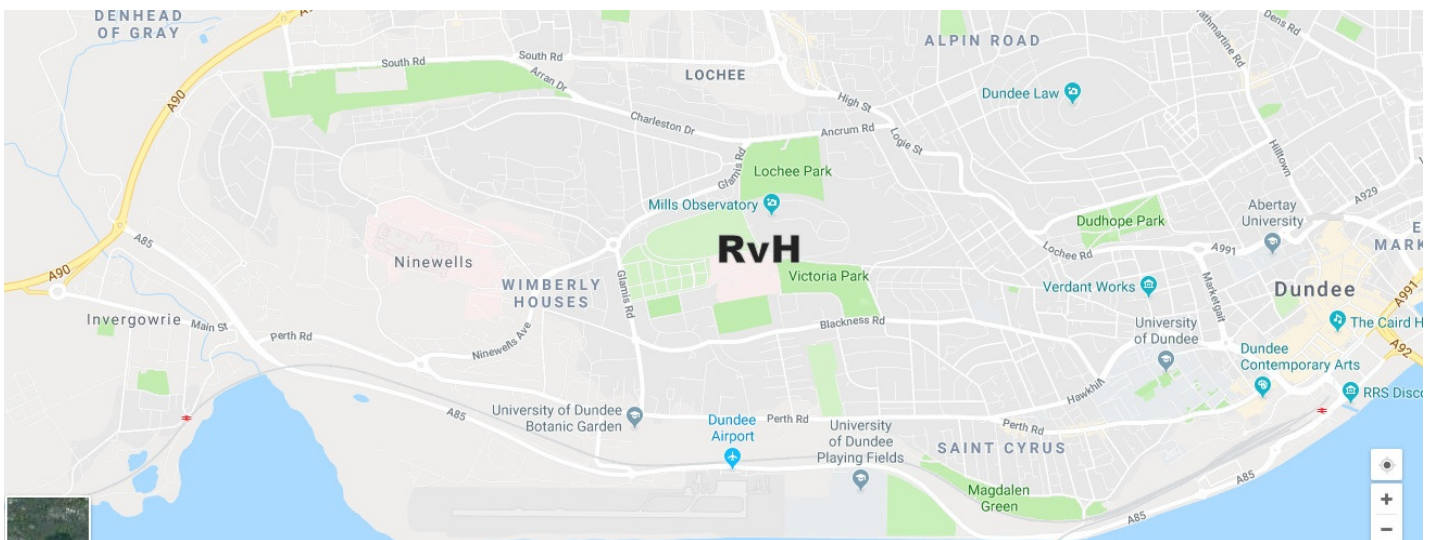 DENHEAD
OF GRAY
A90
A90
A90
A85
South Rd
South Rd
Arran Dr
LOCHEE
Charleston Dr
Glamis Rd
Ancrum Rd
High St
Logie St
ALPIN ROAD
Dundee Law
Strathmartine Rd
Dens Rd
Hilltown
A929
Lochee Park
Mills Observatory
RvH
Victoria Park
Dudhope Park
Abertay
University
Lochee Rd
A991
MARK
Verdant Works
Marketgait
Dundee
A991
Ninewells
WIMBERLY
HOUSES
Glamis Rd
Blackness Rd
University
of Dundee
The Caird H
A92
Invergowrie
Main St
Perth Rd
Ninewells Ave
Dundee
Contemporary Arts
Hawkhill
RRS Disco
A85
University of Dundee
Botanic Garden
Dundee
Airport
Perth Rd
University
of Dundee
Playing Fields
Perth Rd
SAINT CYRUS
Magdalen
Green
A85
A85
+
−